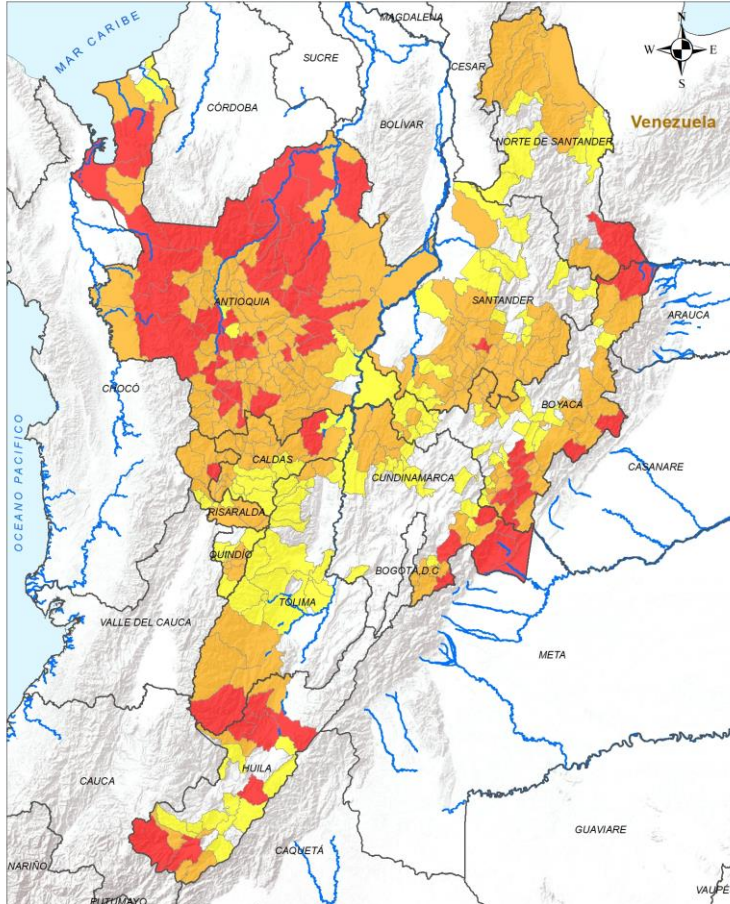 MAGDALENA
N
MAR CARIBE
W
E
SUCRE
CESAR
S
CÓRDOBA
BOLÍVAR
Venezuela
NORTE DE SANTANDER
ANTIOQUIA
SANTANDER
ARAUCA
CHOCÓ
BOYACÁ
CALDAS
CUNDINAMARCA
CASANARE
OCEANO PACIFICO
RISARALDA
QUINDÍO
BOGOTÁ, D.C
TOLIMA
VALLE DEL CAUCA
META
HUILA
CAUCA
GUAVIARE
NARIÑO
CAQUETÁ
PUTUMAYO
VAUPÉ